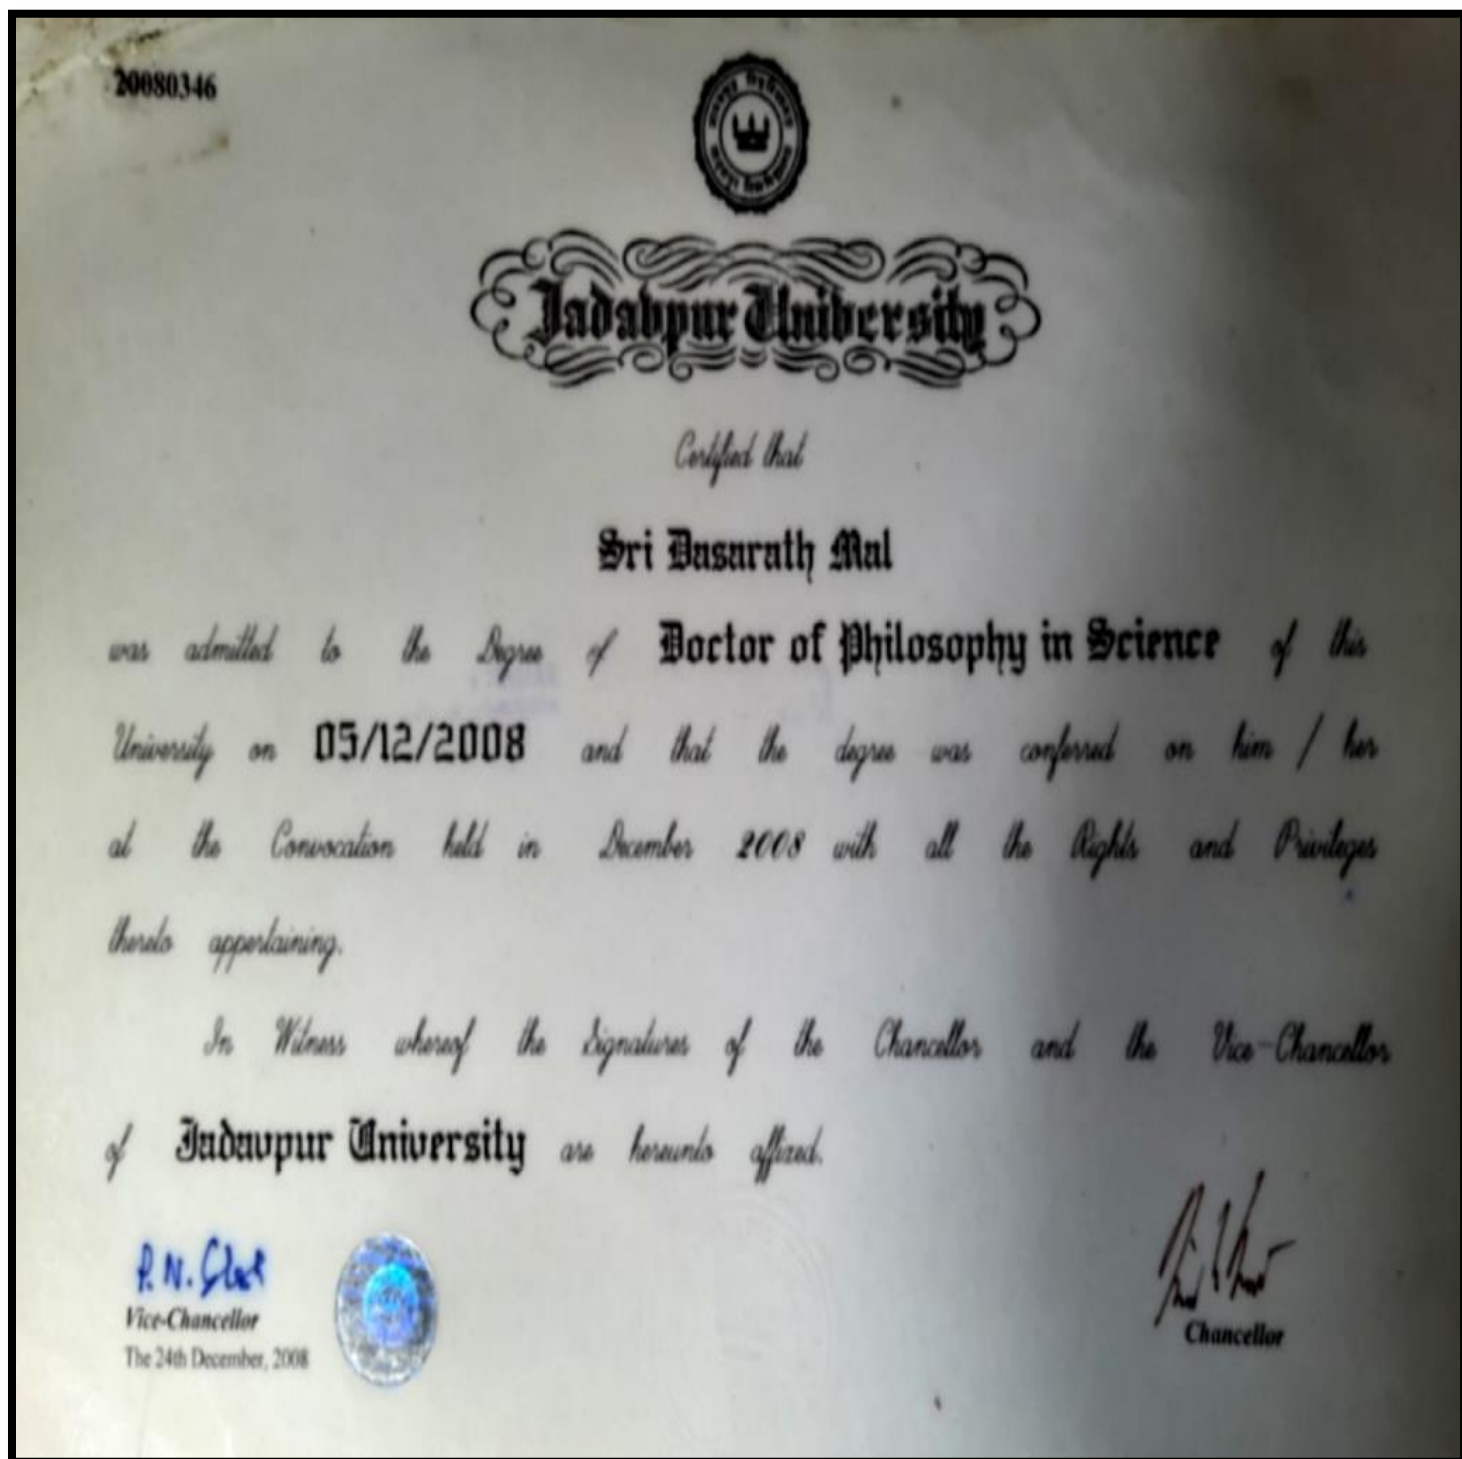 20080346
Jadavpur University
Certified that
Sri Dasarath Mal
was admitted to the Degree of Doctor of Philosophy in Science of this
University on 05/12/2008 and that the degree was conferred on him / her
at the Convocation held in December 2008 with all the Rights and Privileges
thereto appertaining.
In Witness whereof the Signatures of the Chancellor and the Vice-Chancellor
of Jadavpur University are hereunto affixed.
P. N.
Vice-Chancellor
The 24th December, 2008
Chancellor